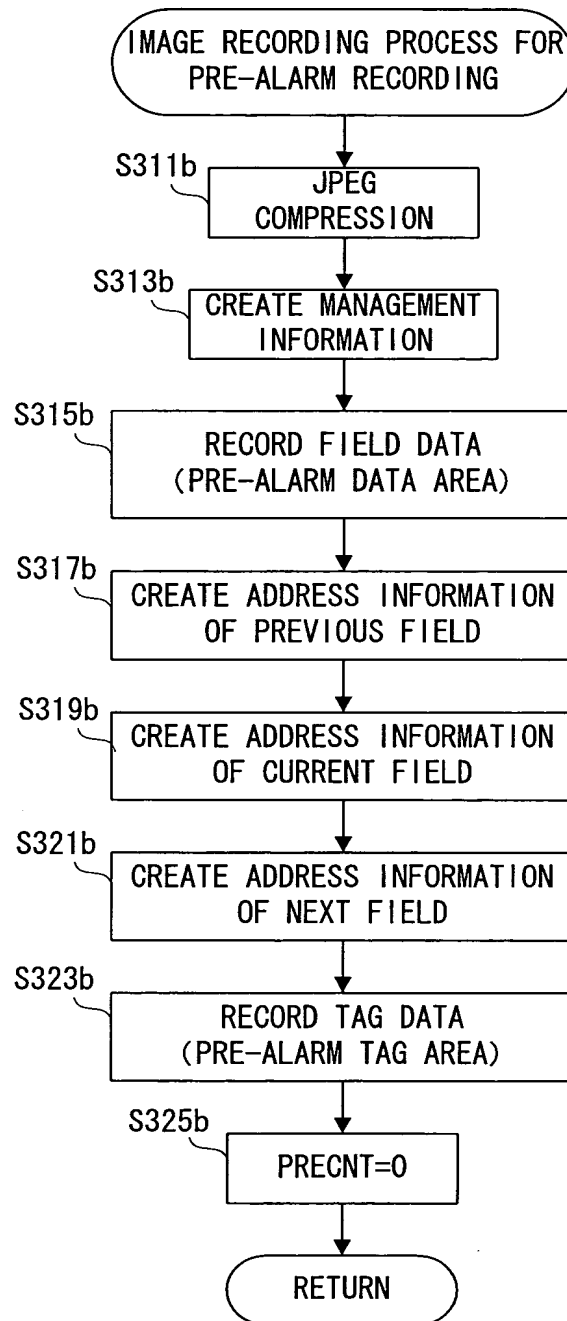 IMAGE RECORDING PROCESS FOR
PRE-ALARM RECORDING
S311b
JPEG
COMPRESSION
S313b
CREATE MANAGEMENT
INFORMATION
S315b
RECORD FIELD DATA
(PRE-ALARM DATA AREA)
S317b
CREATE ADDRESS INFORMATION
OF PREVIOUS FIELD
S319b
CREATE ADDRESS INFORMATION
OF CURRENT FIELD
S321b
CREATE ADDRESS INFORMATION
OF NEXT FIELD
S323b
RECORD TAG DATA
(PRE-ALARM TAG AREA)
S325b
PRECNT=0
RETURN